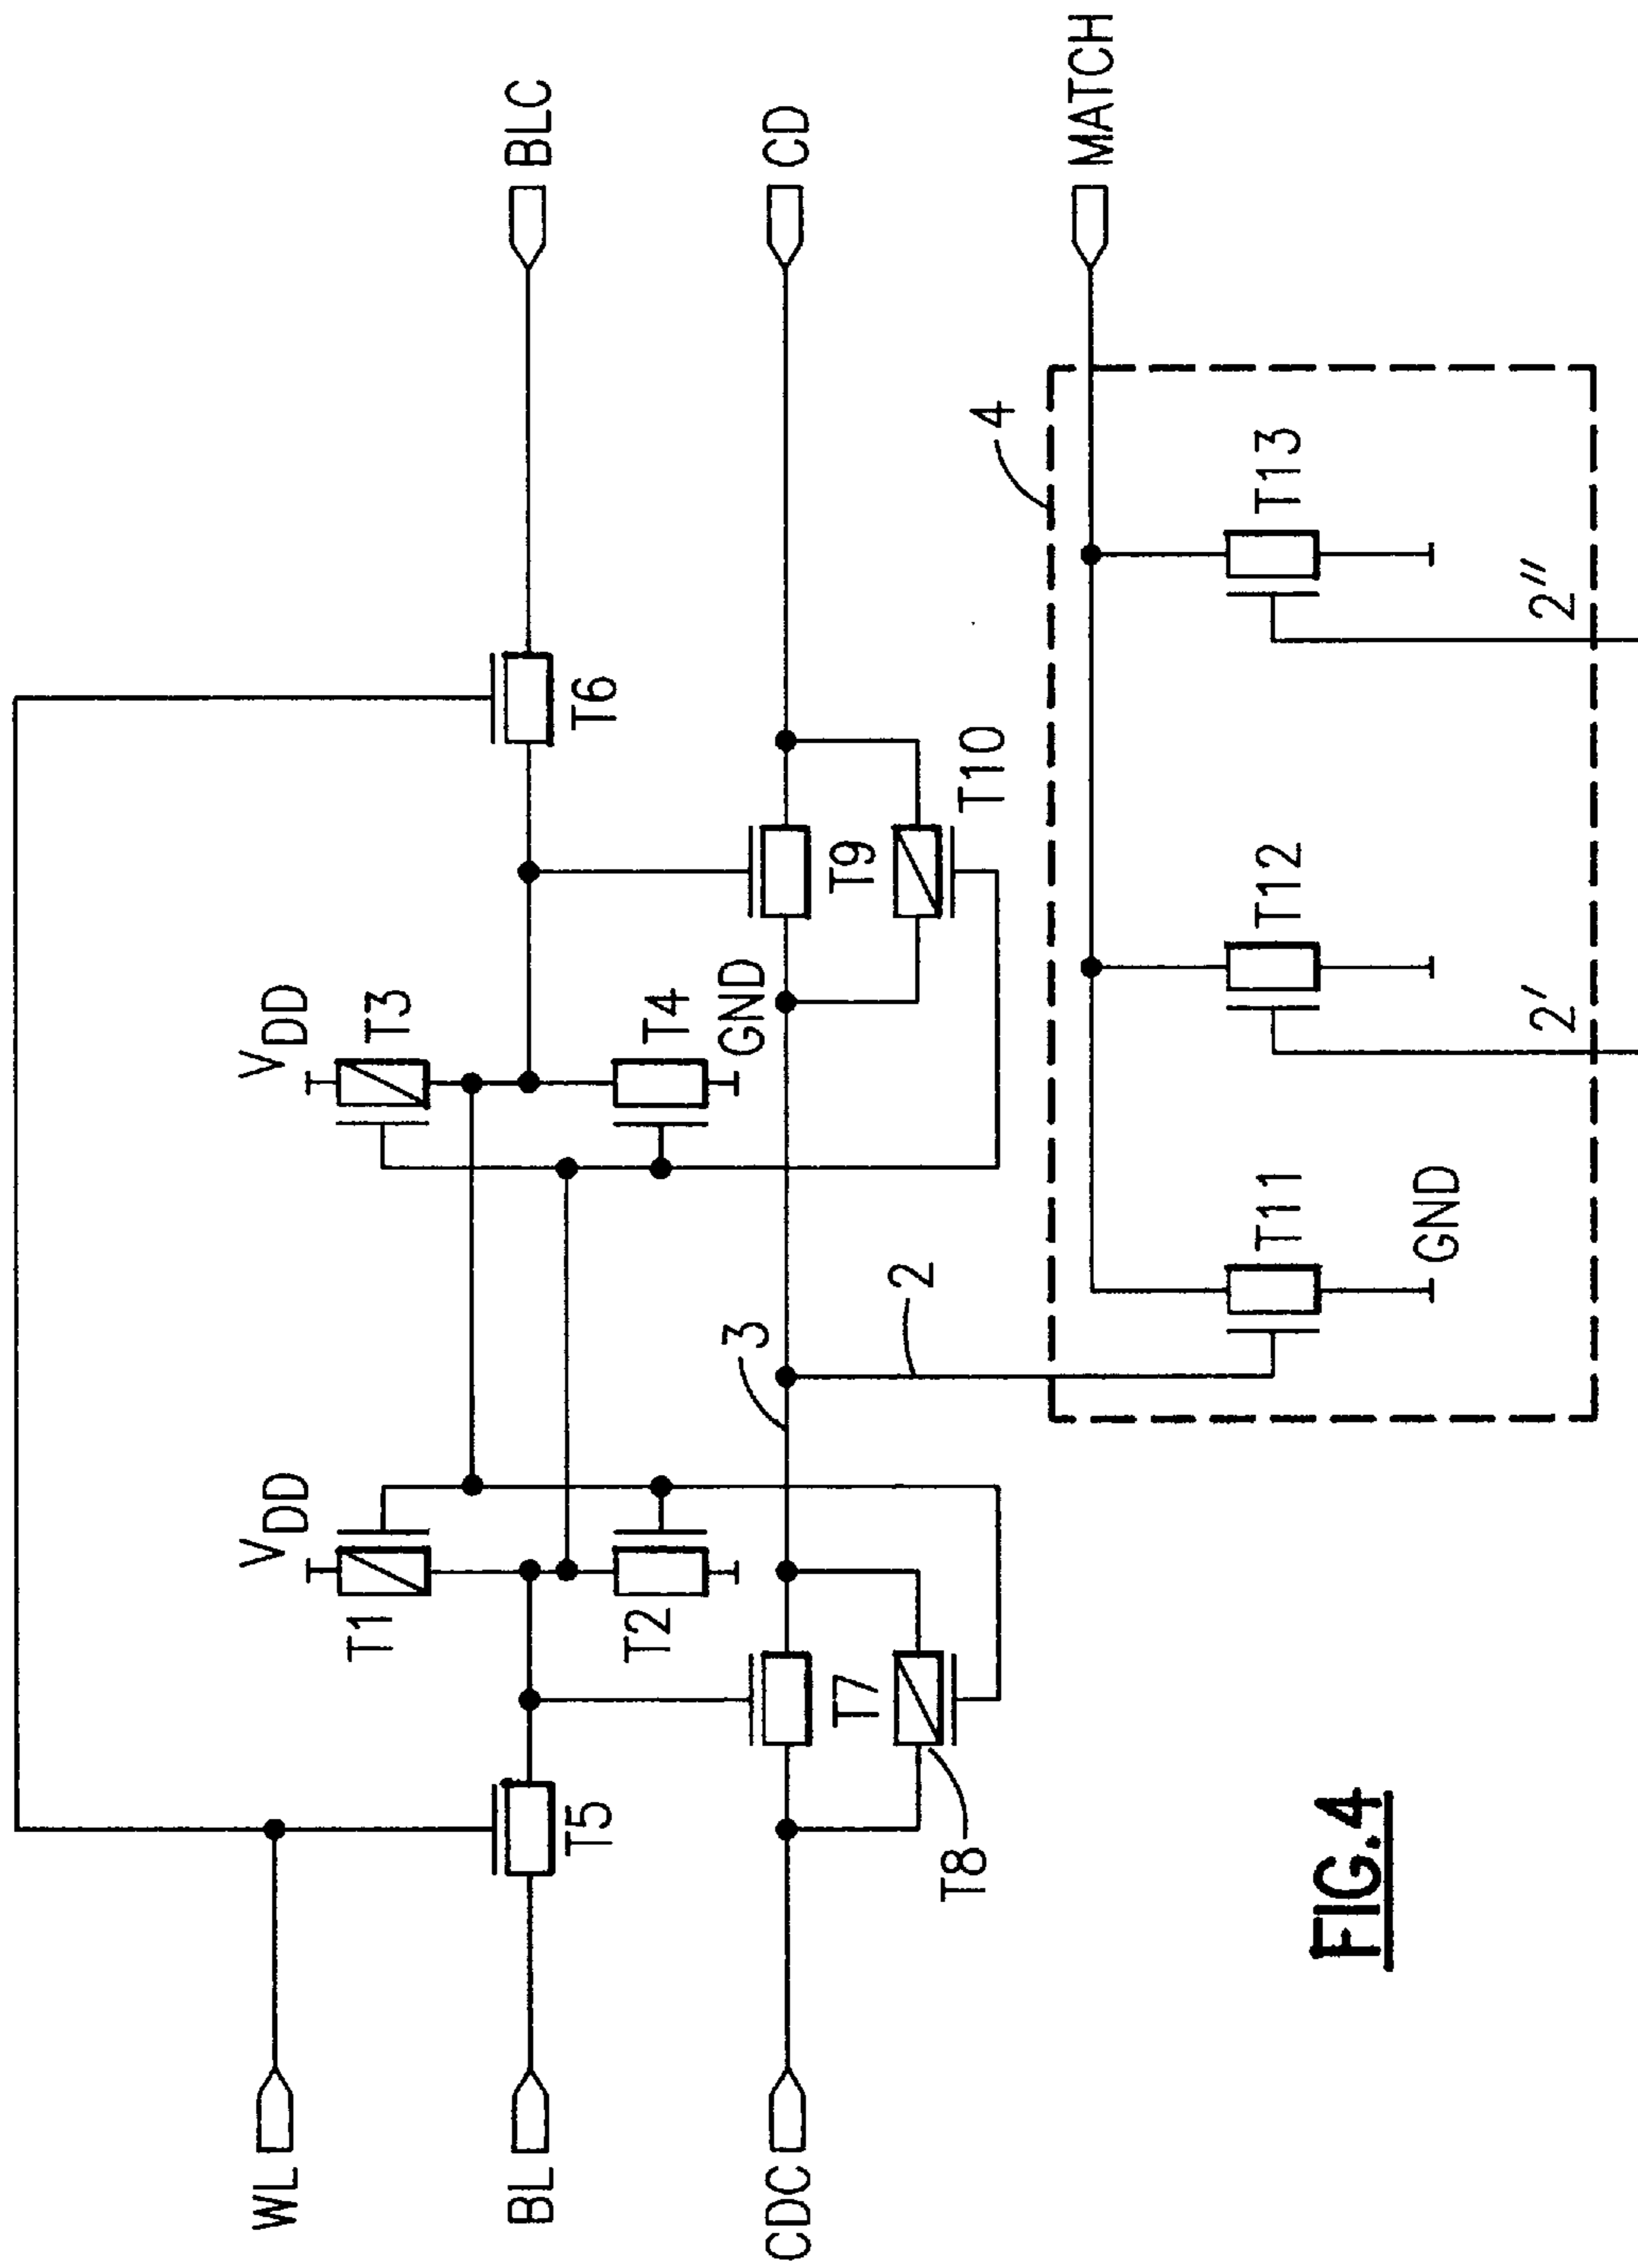 WL
BL
BLC
CDC
CD
MATCH
VDD
VDD
T1
T3
T2
T4
GND
T5
T6
T7
T9
T8
T10
3
2
4
T11
T12
T13
GND
2′
2″
FIG.4